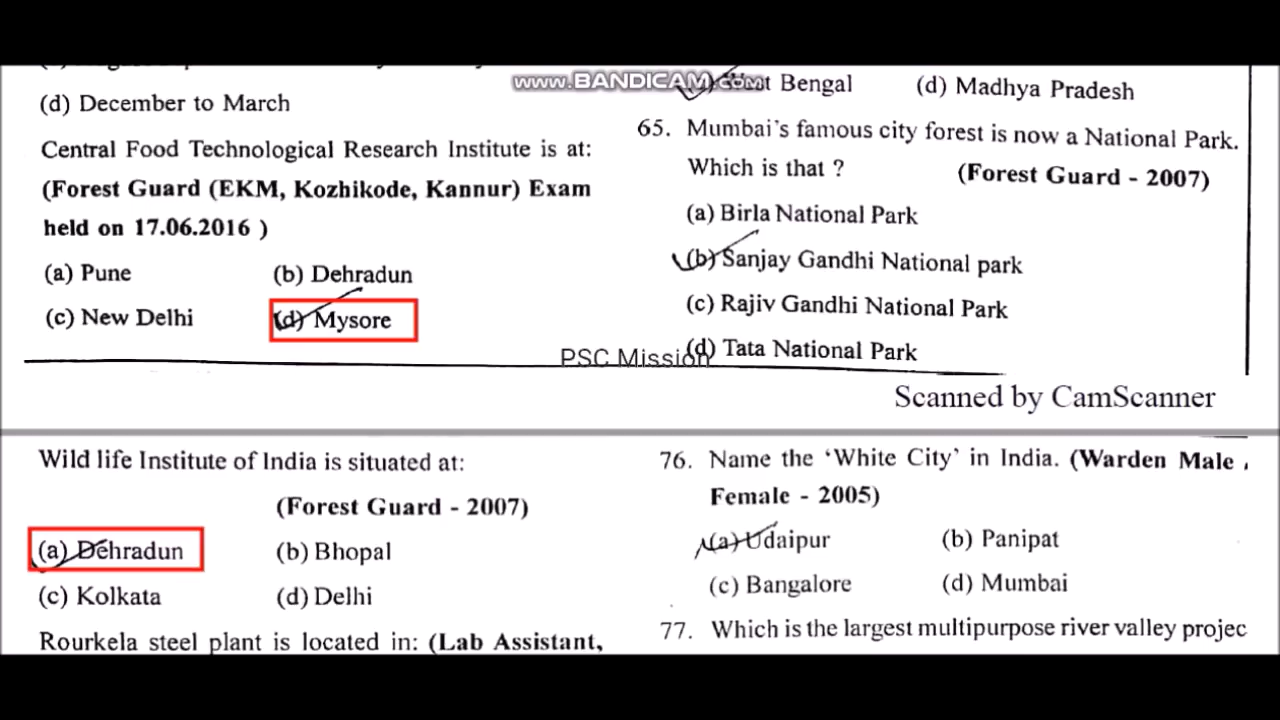 www.BANDICAM.com
(d) December to March
Central Food Technological Research Institute is at:
(Forest Guard (EKM, Kozhikode, Kannur) Exam
held on 17.06.2016 )
(a) Pune (b) Dehradun
(c) New Delhi (d) Mysore
West Bengal (d) Madhya Pradesh
65. Mumbai's famous city forest is now a National Park.
Which is that ? (Forest Guard - 2007)
(a) Birla National Park
(b) Sanjay Gandhi National park
(c) Rajiv Gandhi National Park
(d) Tata National Park
PSC Mission
Scanned by CamScanner
Wild life Institute of India is situated at:
(Forest Guard - 2007)
(a) Dehradun (b) Bhopal
(c) Kolkata (d) Delhi
Rourkela steel plant is located in: (Lab Assistant,
76. Name the ‘White City’ in India. (Warden Male
Female - 2005)
(a) Udaipur (b) Panipat
(c) Bangalore (d) Mumbai
77. Which is the largest multipurpose river valley projec